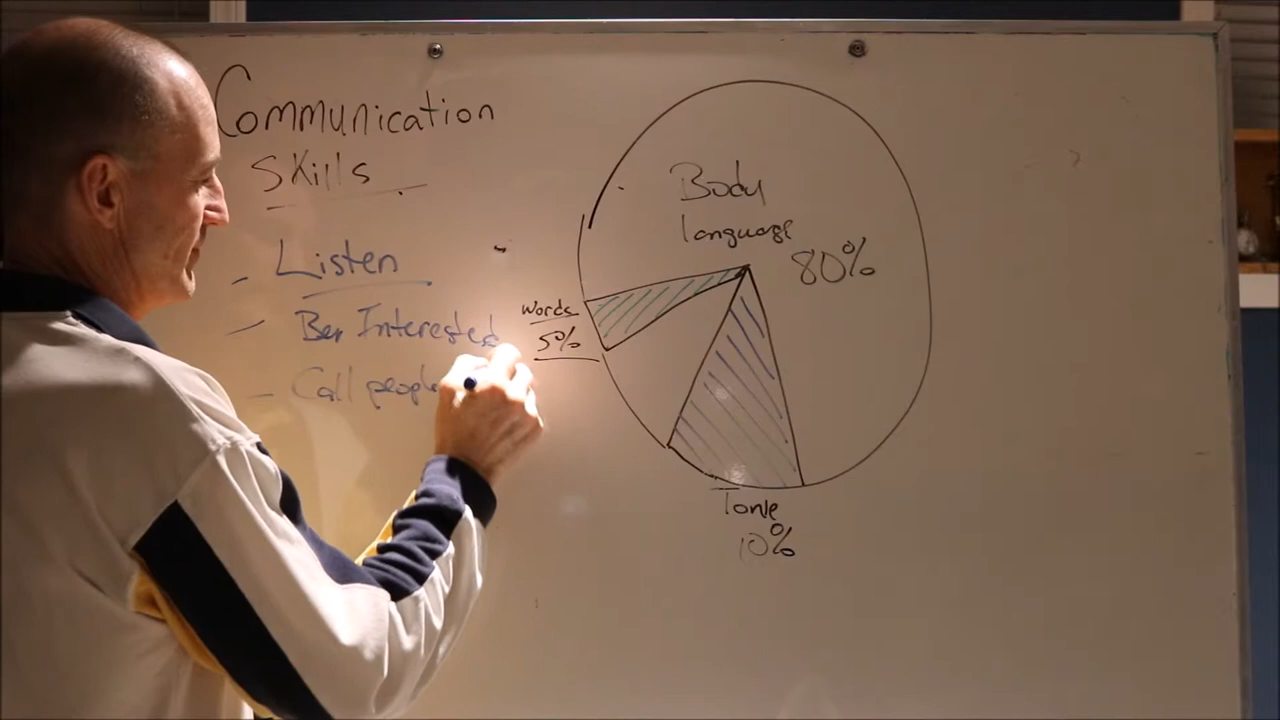 Communication
Skills
- Listen
- Be Interested
- Call people
Body
language
80%
words
5%
Tone
10%